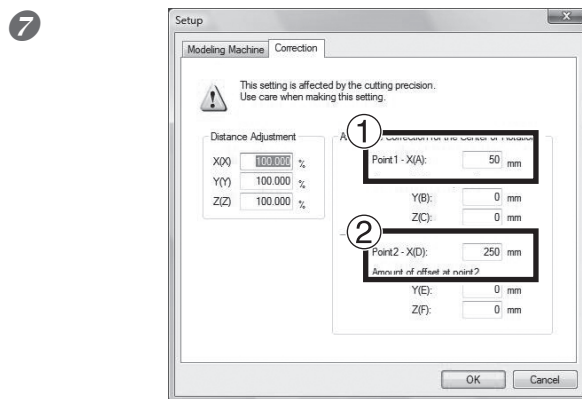 7
Setup
Modeling Machine Correction
This setting is affected by the cutting precision.
Use care when making this setting.
Distance Adjustment
X(X) 100.000 %
Y(Y) 100.000 %
Z(Z) 100.000 %
1
Point1 - X(A): 50 mm
Y(B): 0 mm
Z(C): 0 mm
2
Point2 - X(D): 250 mm
Amount of offset at point2
Y(E): 0 mm
Z(F): 0 mm
OK Cancel